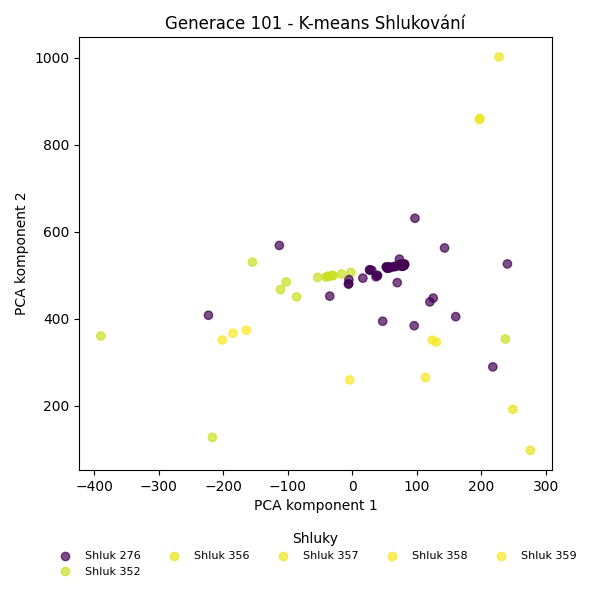 Generace 101 - K-means Shlukování
1000
800
600
400
200
PCA komponent 2
−400 −300 −200 −100 0 100 200 300
PCA komponent 1
Shluky
Shluk 276 Shluk 356 Shluk 357 Shluk 358 Shluk 359
Shluk 352